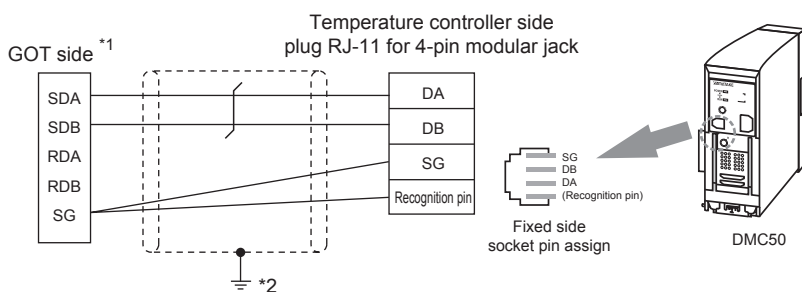 Temperature controller side
plug RJ-11 for 4-pin modular jack
GOT side *1
SDA
SDB
RDA
RDB
SG
DA
DB
SG
Recognition pin
*2
SG
DB
DA
(Recognition pin)
Fixed side
socket pin assign
DMC50